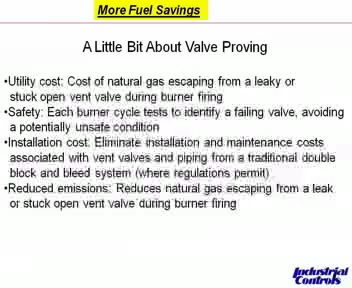 More Fuel Savings
A Little Bit About Valve Proving
•Utility cost: Cost of natural gas escaping from a leaky or
stuck open vent valve during burner firing
•Safety: Each burner cycle tests to identify a failing valve, avoiding
a potentially unsafe condition
•Installation cost: Eliminate installation and maintenance costs
associated with vent valves and piping from a traditional double
block and bleed system (where regulations permit)
•Reduced emissions: Reduces natural gas escaping from a leak
or stuck open vent valve during burner firing
Industrial
Controls